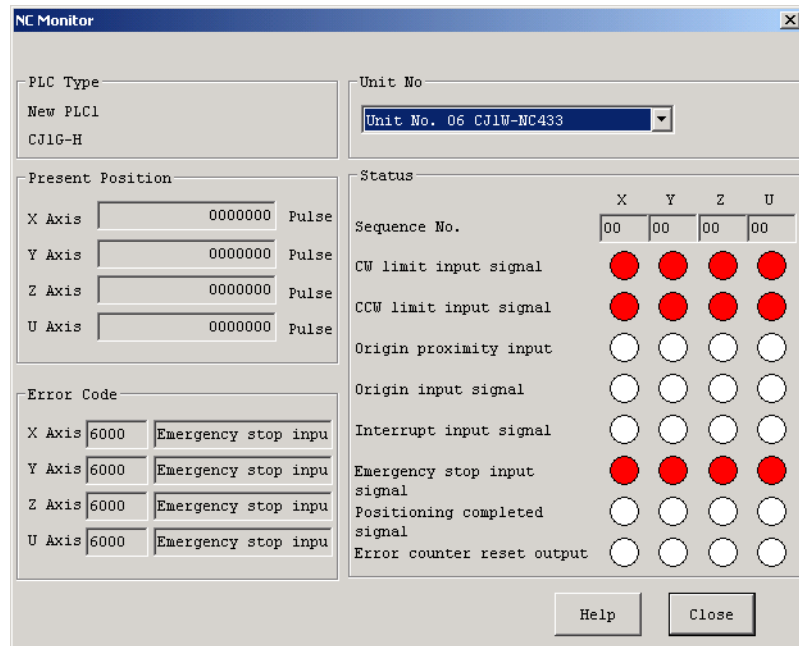 NC Monitor
PLC Type
New PLC1
CJ1G-H
Unit No
Unit No. 06 CJ1W-NC433
Present Position
X Axis 0000000 Pulse
Y Axis 0000000 Pulse
Z Axis 0000000 Pulse
U Axis 0000000 Pulse
Error Code
X Axis 6000 Emergency stop inpu
Y Axis 6000 Emergency stop inpu
Z Axis 6000 Emergency stop inpu
U Axis 6000 Emergency stop inpu
Status
X Y Z U
Sequence No. 00 00 00 00
CW limit input signal
CCW limit input signal
Origin proximity input
Origin input signal
Interrupt input signal
Emergency stop input
signal
Positioning completed
signal
Error counter reset output
Help Close